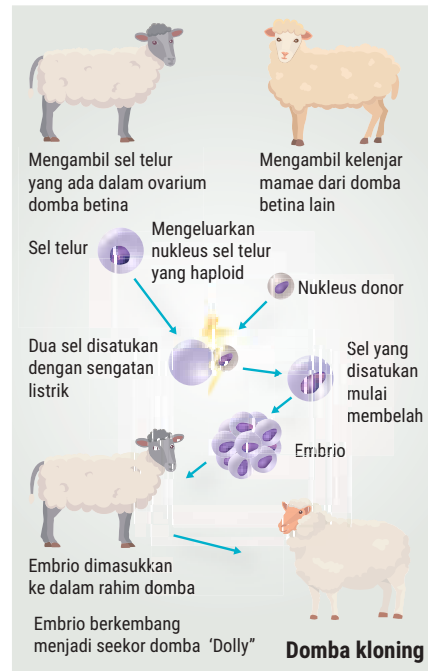 Mengambil sel telur
yang ada dalam ovarium
domba betina
Mengambil kelenjar
mamae dari domba
betina lain
Sel telur
Mengeluarkan
nukleus sel telur
yang haploid
Nukleus donor
Dua sel disatukan
dengan sengatan
listrik
Sel yang
disatukan
mulai
membelah
Embrio
Embrio dimasukkan
ke dalam rahim domba
Embrio berkembang
menjadi seekor domba ‘Dolly”
Domba kloning